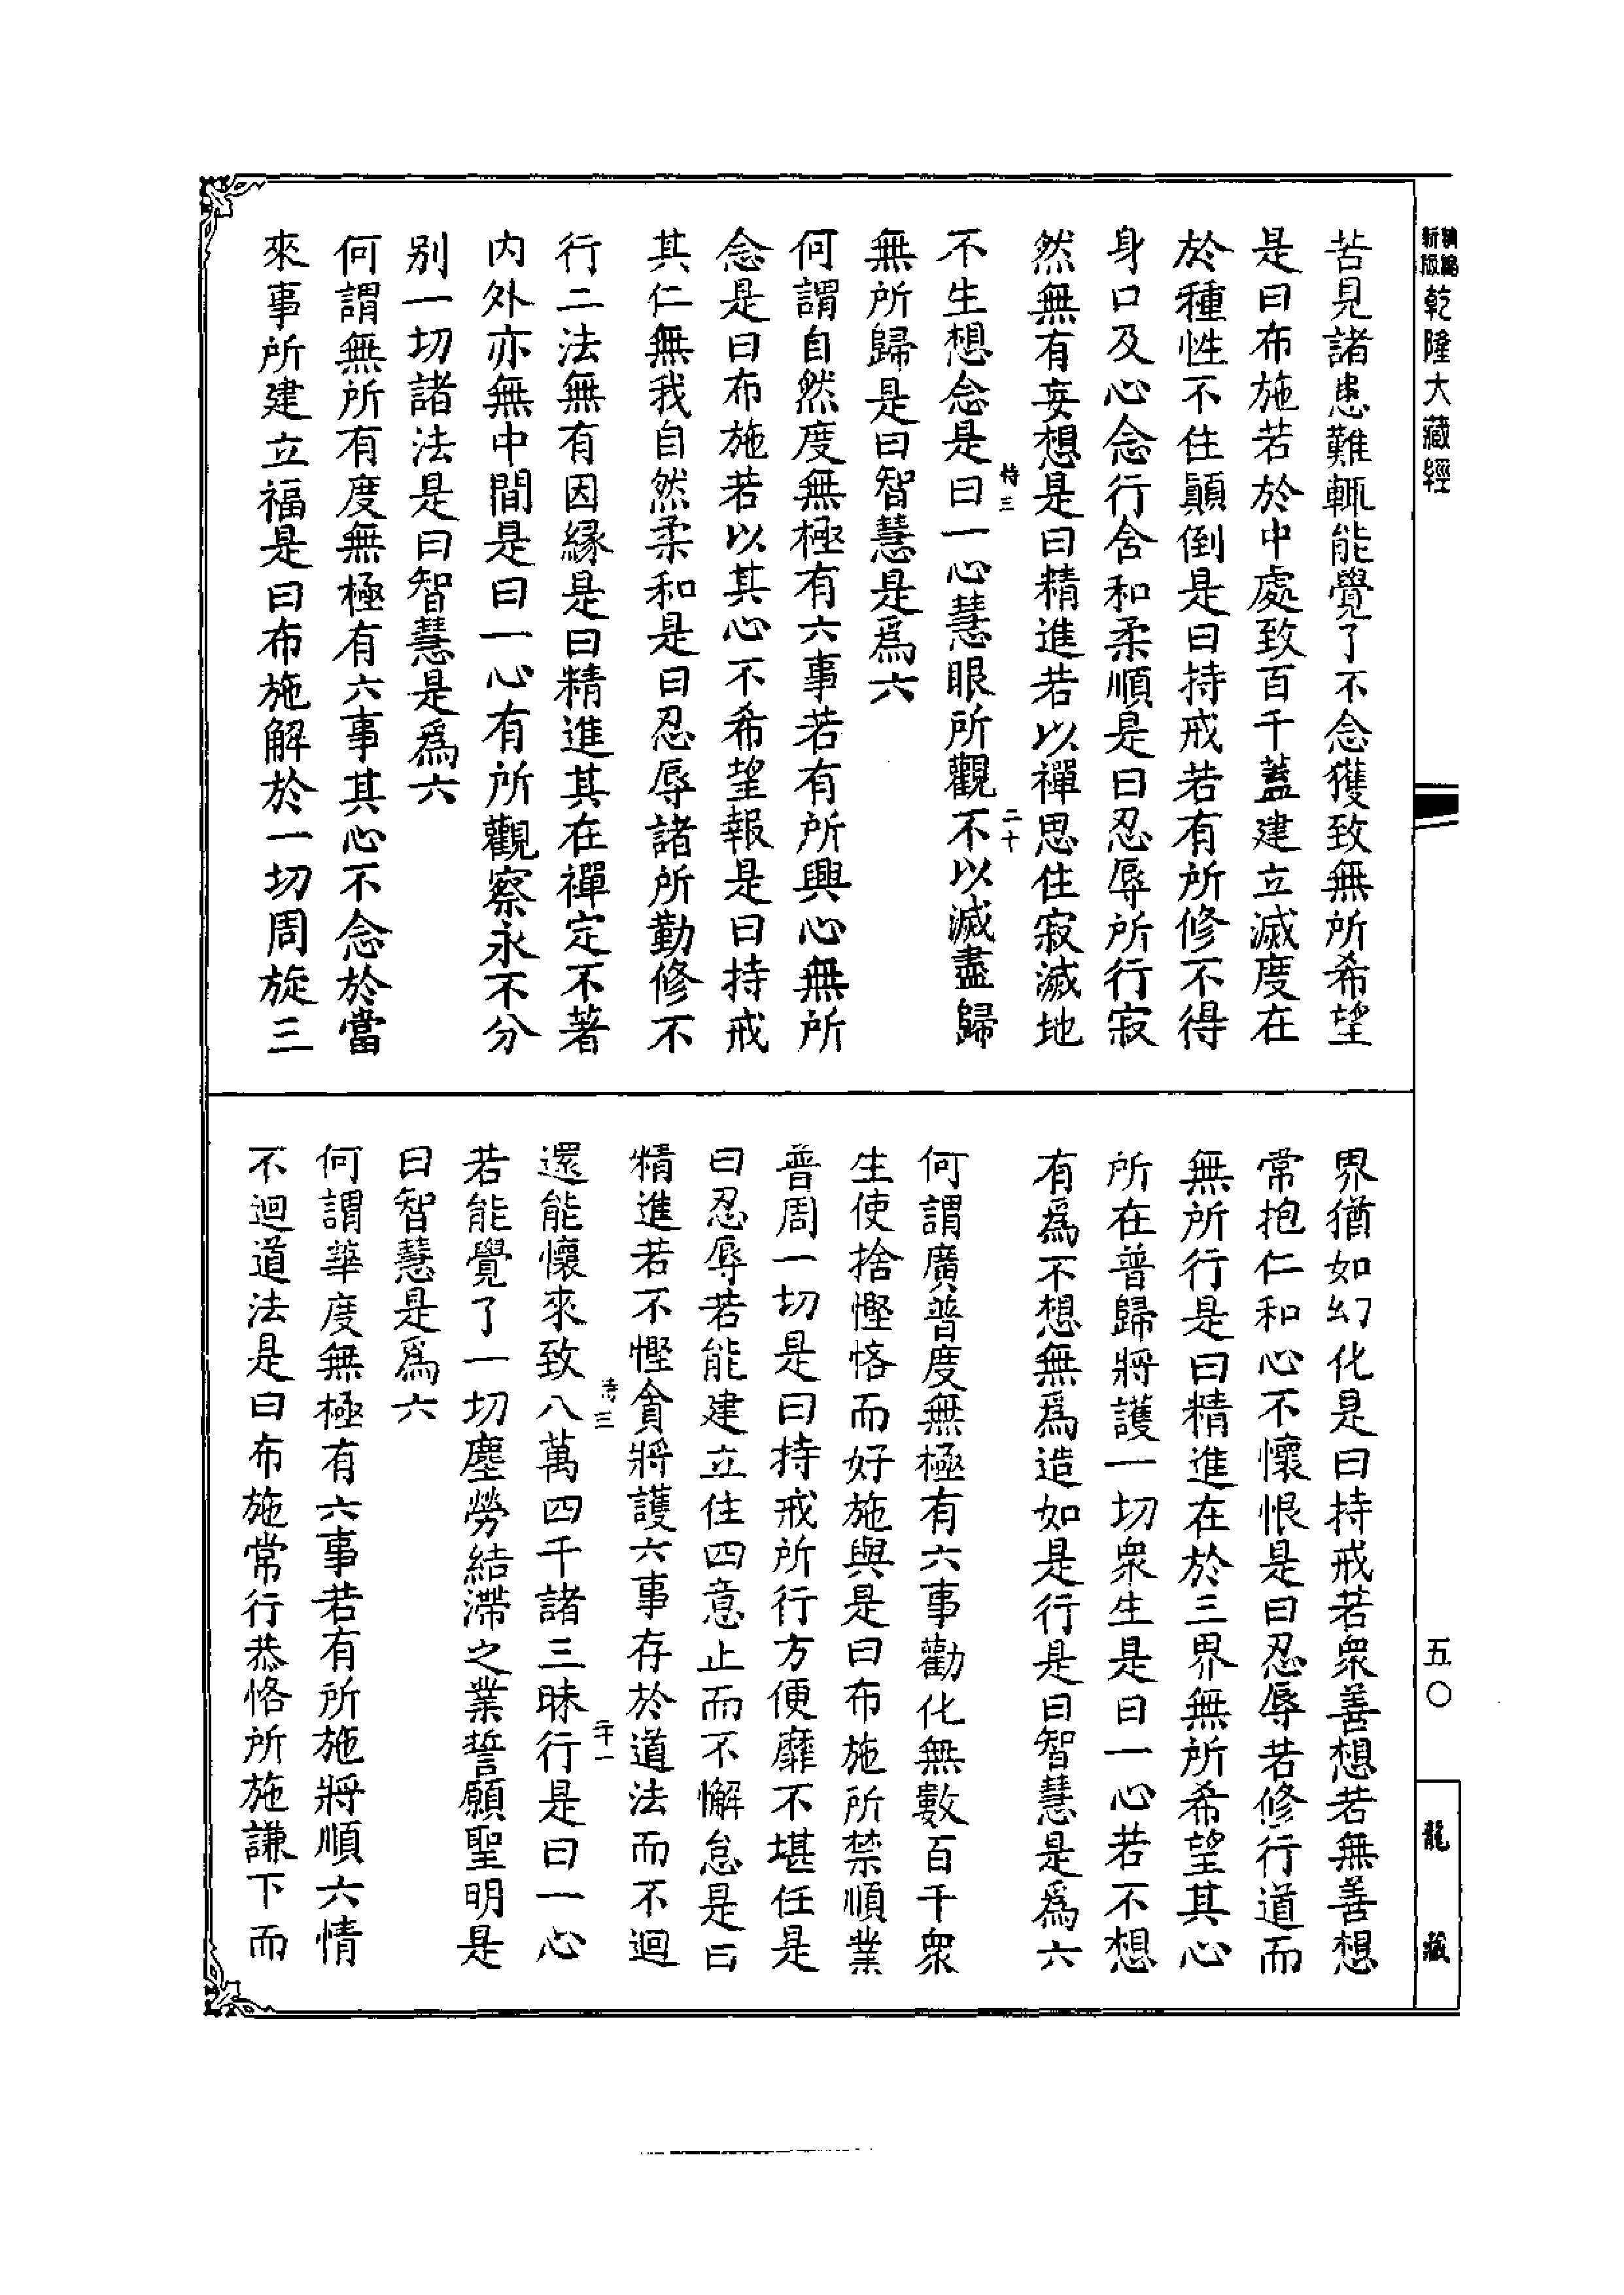 新編
新版
乾隆大藏經
苦見諸患難輒能覺了不念獲致無所希望
是曰布施若於中處致百千蓋建立滅度在
於種性不住顛倒是曰持戒若有所修不得
身口及心念行舍和柔順是曰忍辱所行寂
然無有妄想是曰精進若以禪思住寂滅地
不生想念是曰一心慧眼所觀不以滅盡歸
特三
二十
無所歸是曰智慧是爲六
何謂自然度無極有六事若有所興心無所
念是曰布施若以其心不希望報是曰持戒
其仁無我自然柔和是曰忍辱諸所勤修不
行二法無有因緣是曰精進其在禪定不著
内外亦無中間是曰一心有所觀察永不分
别一切諸法是曰智慧是爲六
何謂無所有度無極有六事其心不念於當
來事所建立福是曰布施解於一切周旋三
界猶如幻化是曰持戒若衆善想若無善想
常抱仁和心不懷恨是曰忍辱若修行道而
無所行是曰精進在於三界無所希望其心
所在普歸將護一切衆生是曰一心若不想
有爲不想無爲造如是行是曰智慧是爲六
何謂廣普度無極有六事勸化無數百千衆
生使捨慳悋而好施與是曰布施所禁順業
普周一切是曰持戒所行方便靡不堪任是
曰忍辱若能建立住四意止而不懈怠是曰
精進若不慳貪將護六事存於道法而不迴
還能懷來致八萬四千諸三昧行是曰一心
特三
二十一
若能覺了一切塵勞結滯之業誓願聖明是
曰智慧是爲六
何謂華度無極有六事若有所施將順六情
不迴道法是曰布施常行恭恪所施謙下而
五〇
龍藏